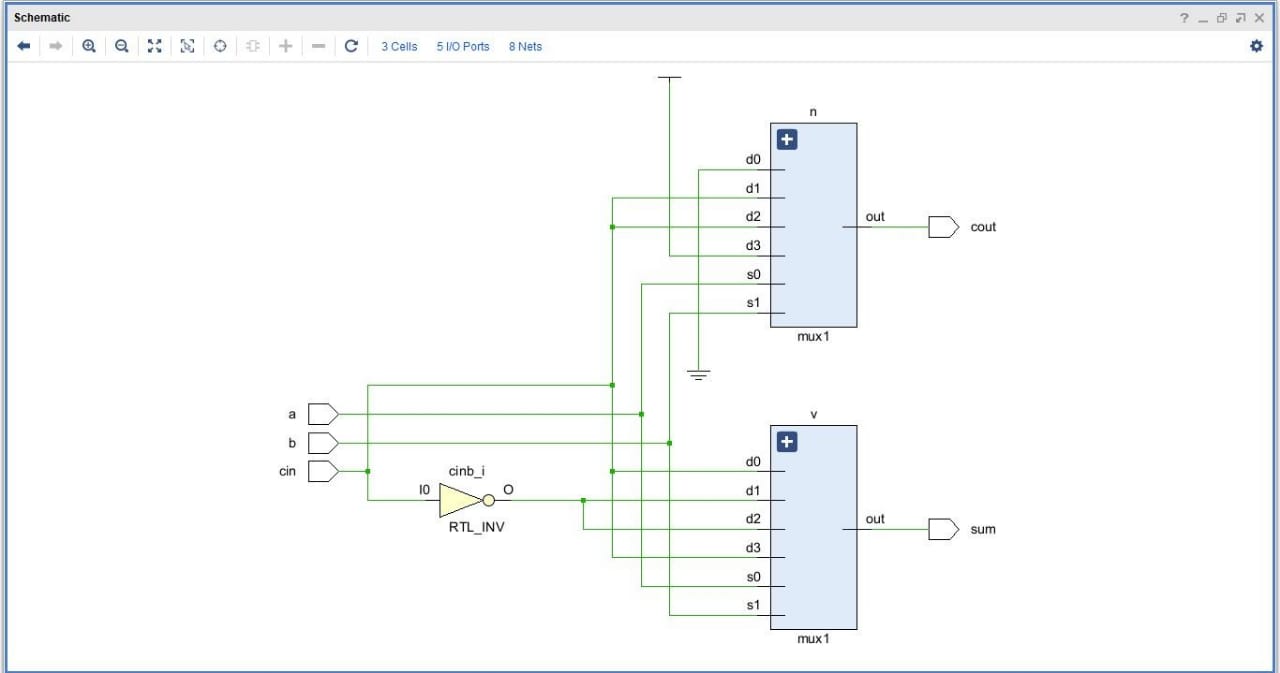 Schematic
3 Cells 5 I/O Ports 8 Nets
n
d0
d1
d2
out
cout
d3
s0
s1
mux1
a
v
b
cin
cinb_i
d0
I0
O
d1
RTL_INV
d2
out
sum
d3
s0
s1
mux1